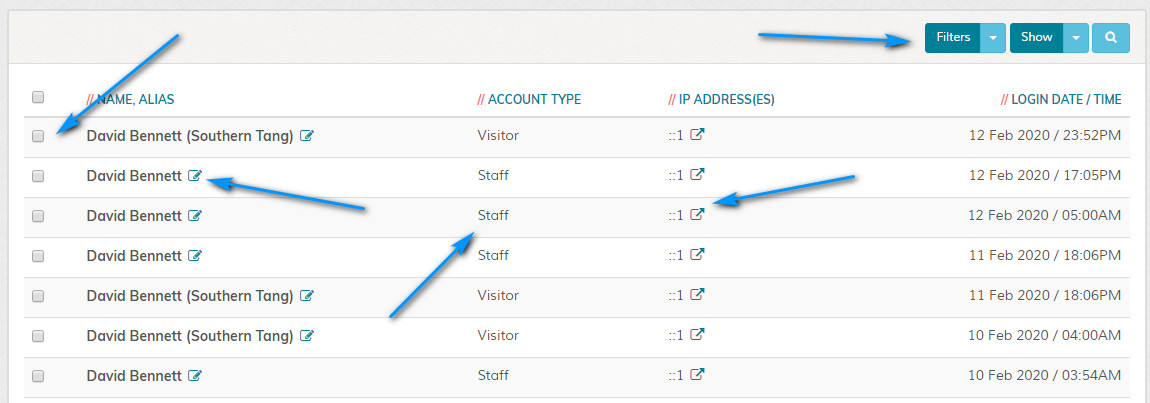 Filters Show
// NAME, ALIAS // ACCOUNT TYPE // IP ADDRESS(ES) // LOGIN DATE / TIME
David Bennett (Southern Tang) Visitor ::1 12 Feb 2020 / 23:52PM
David Bennett Staff ::1 12 Feb 2020 / 17:05PM
David Bennett Staff ::1 12 Feb 2020 / 05:00AM
David Bennett Staff ::1 11 Feb 2020 / 18:06PM
David Bennett (Southern Tang) Visitor ::1 11 Feb 2020 / 18:06PM
David Bennett (Southern Tang) Visitor ::1 10 Feb 2020 / 04:00AM
David Bennett Staff ::1 10 Feb 2020 / 03:54AM